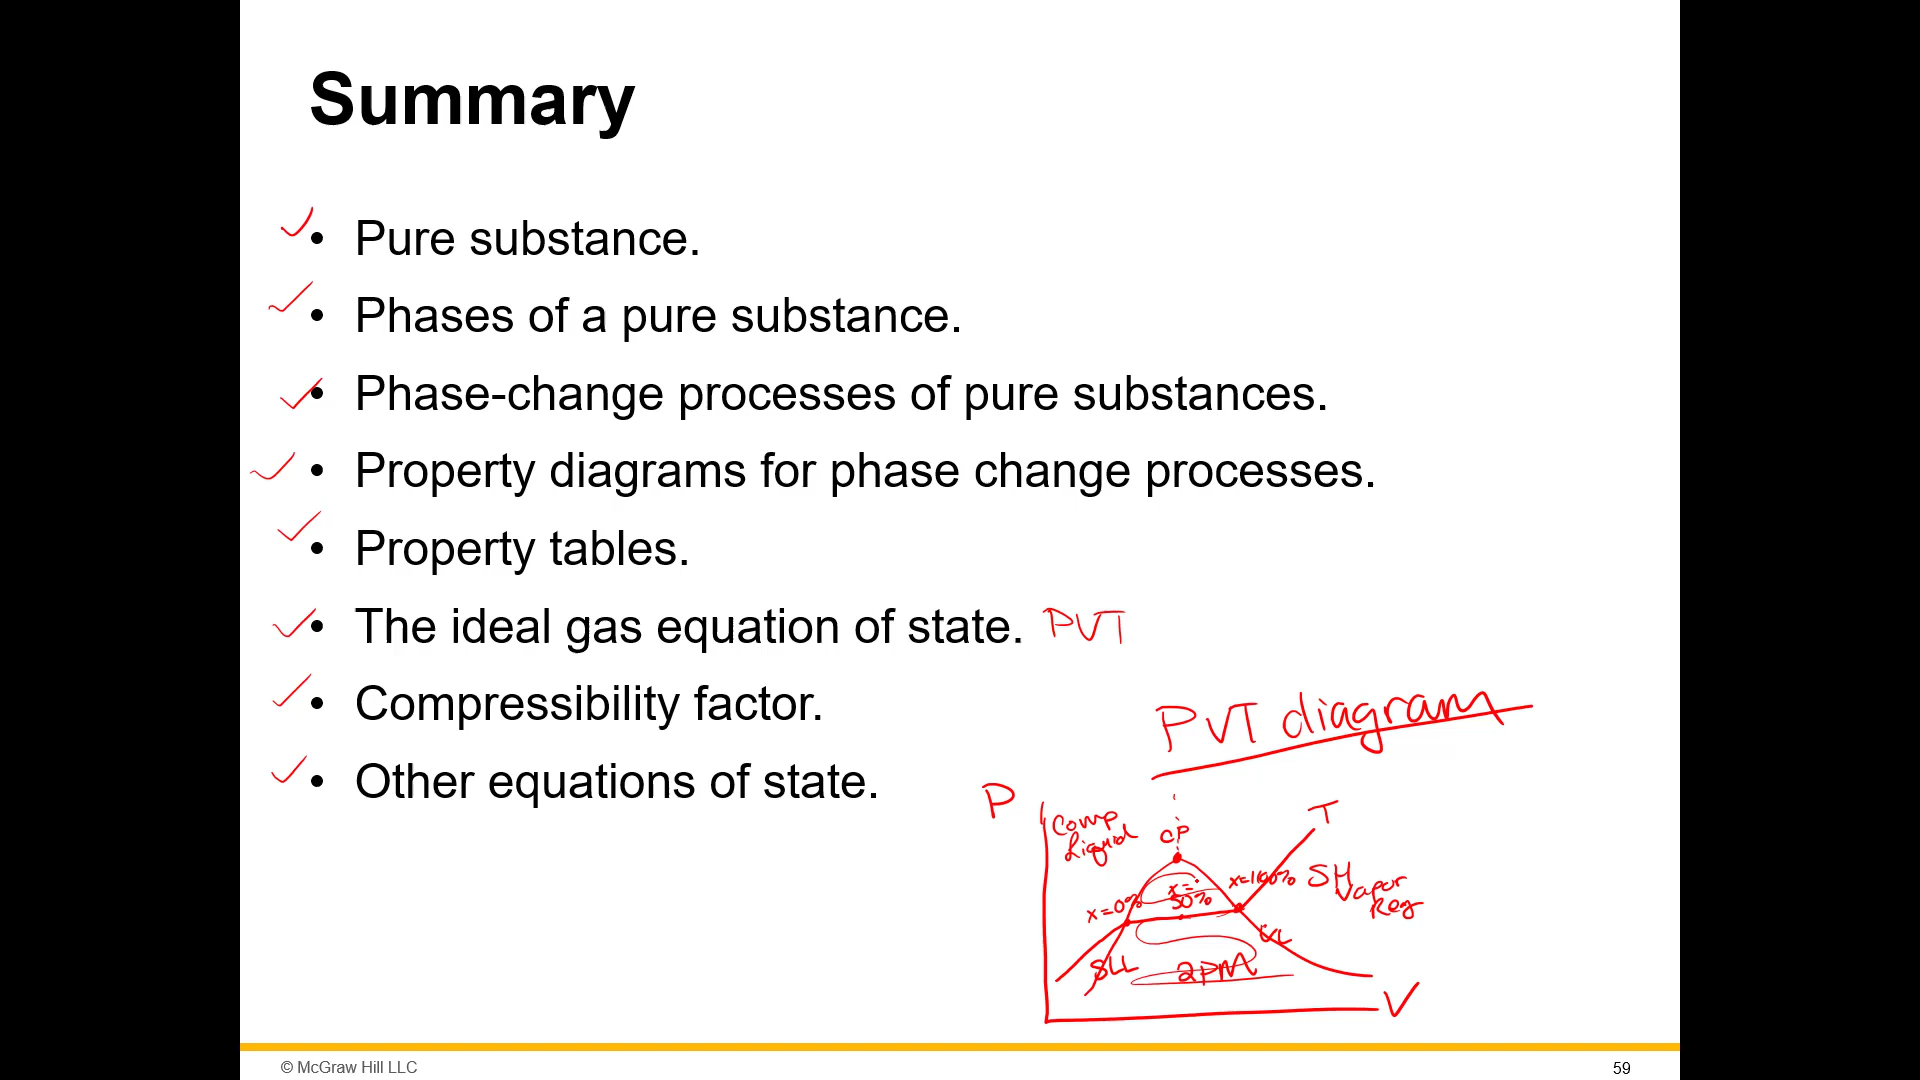 Summary
• Pure substance.
• Phases of a pure substance.
• Phase-change processes of pure substances.
• Property diagrams for phase change processes.
• Property tables.
• The ideal gas equation of state. PVT
• Compressibility factor.
• Other equations of state.
PVT diagram
P
T
Comp
Liquid
CP
x=0%
x=
50%
x=100%
SH
Vapor
Reg
SLL
2PM
V
© McGraw Hill LLC
59